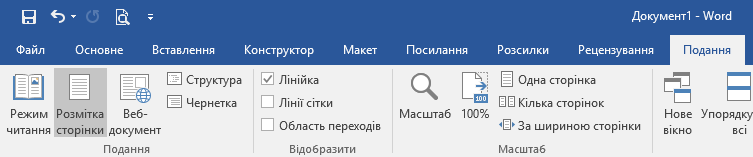 Документ1 - Word
Файл Основне Вставлення Конструктор Макет Посилання Розсилки Рецензування Подання
Режим читання
Розмітка сторінки
Веб-документ
Структура
Чернетка
Подання
Лінійка
Лінії сітки
Область переходів
Відобразити
Масштаб
100
100%
Одна сторінка
Кілька сторінок
За шириною сторінки
Масштаб
Нове вікно
Упорядку всі